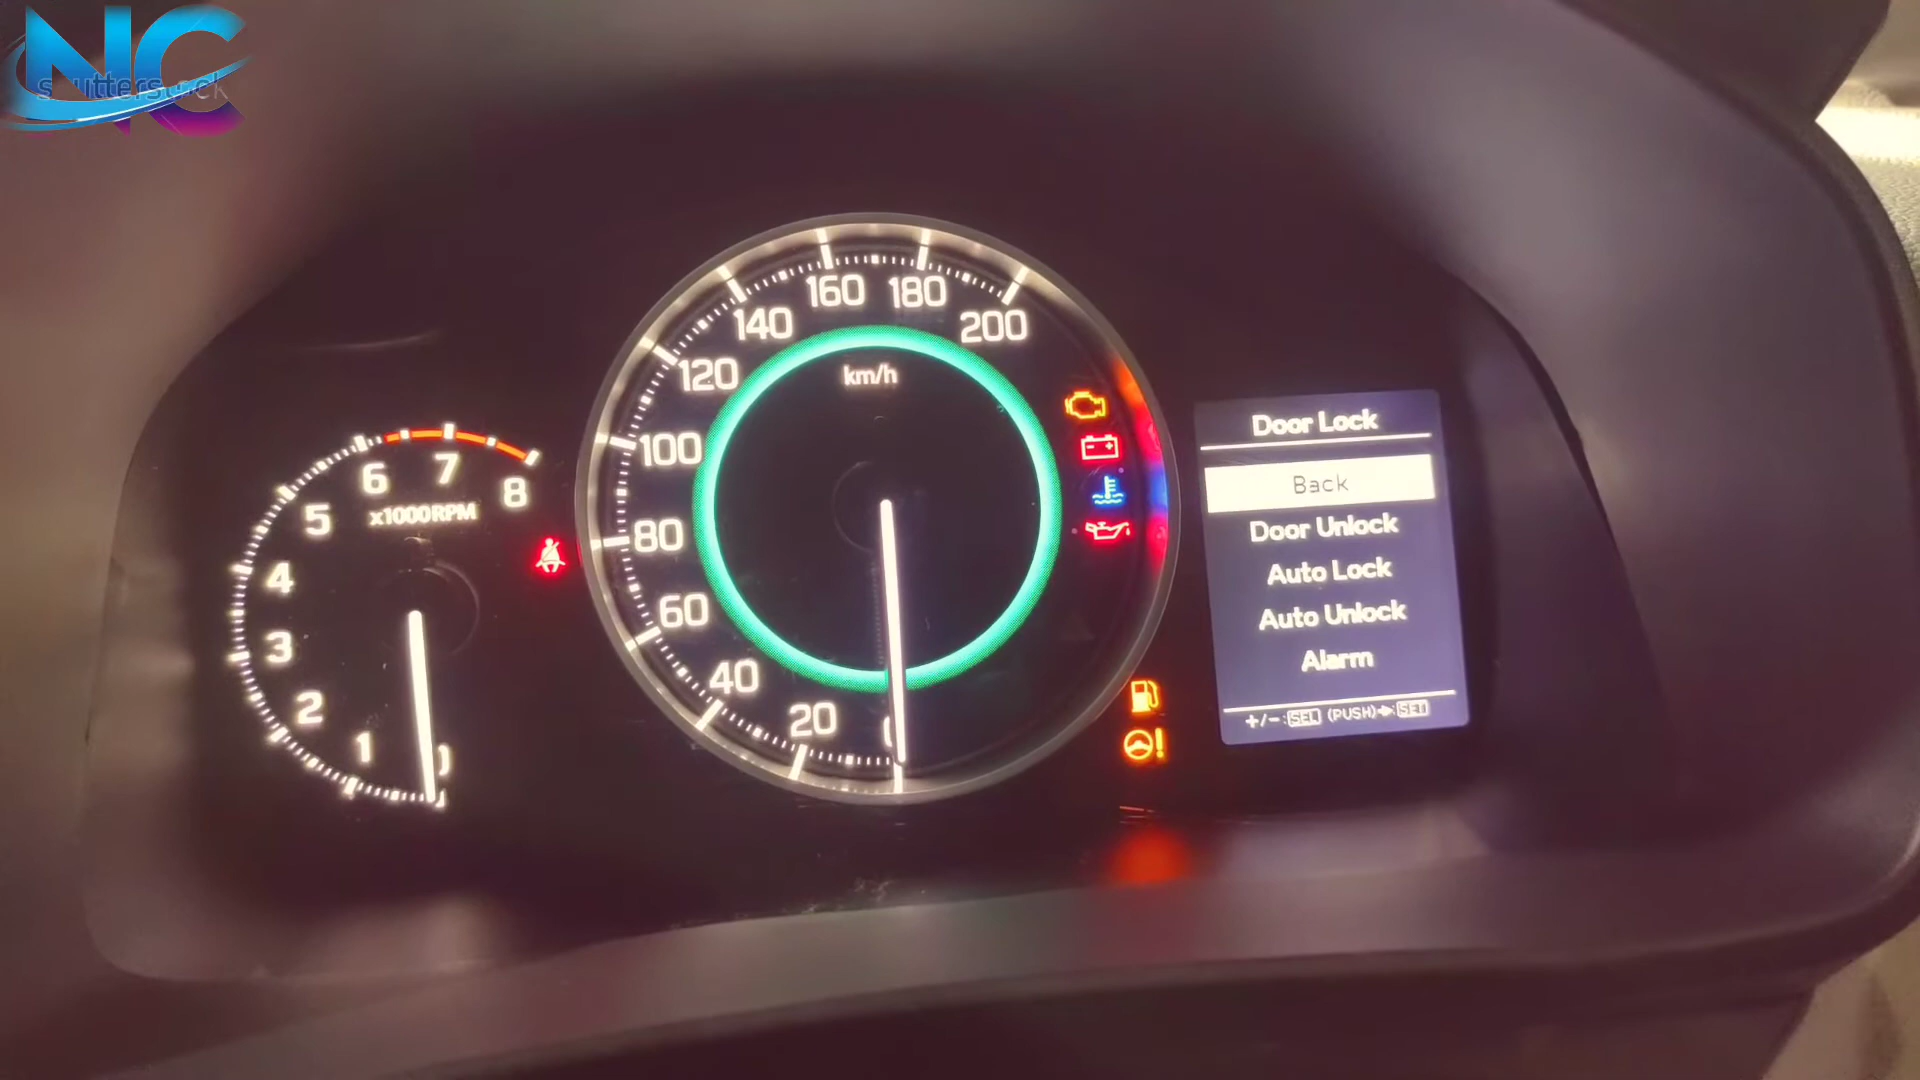 NC
shutterstock
160 180
140 200
120 km/h
100
80
60
40
20
7
6 8
5 x1000RPM
4
3
2
1
Door Lock
Back
Door Unlock
Auto Lock
Auto Unlock
Alarm
+/-:SEL (PUSH)➔:SET